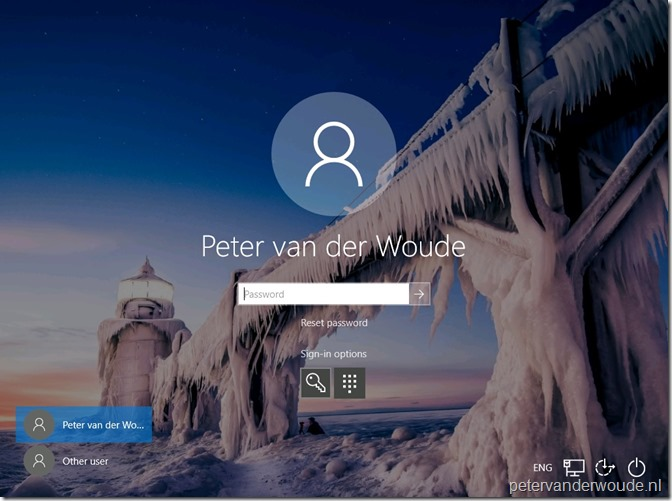 Peter van der Woude
Password
Reset password
Sign-in options
Peter van der Wo...
Other user
ENG
petervanderwoude.nl